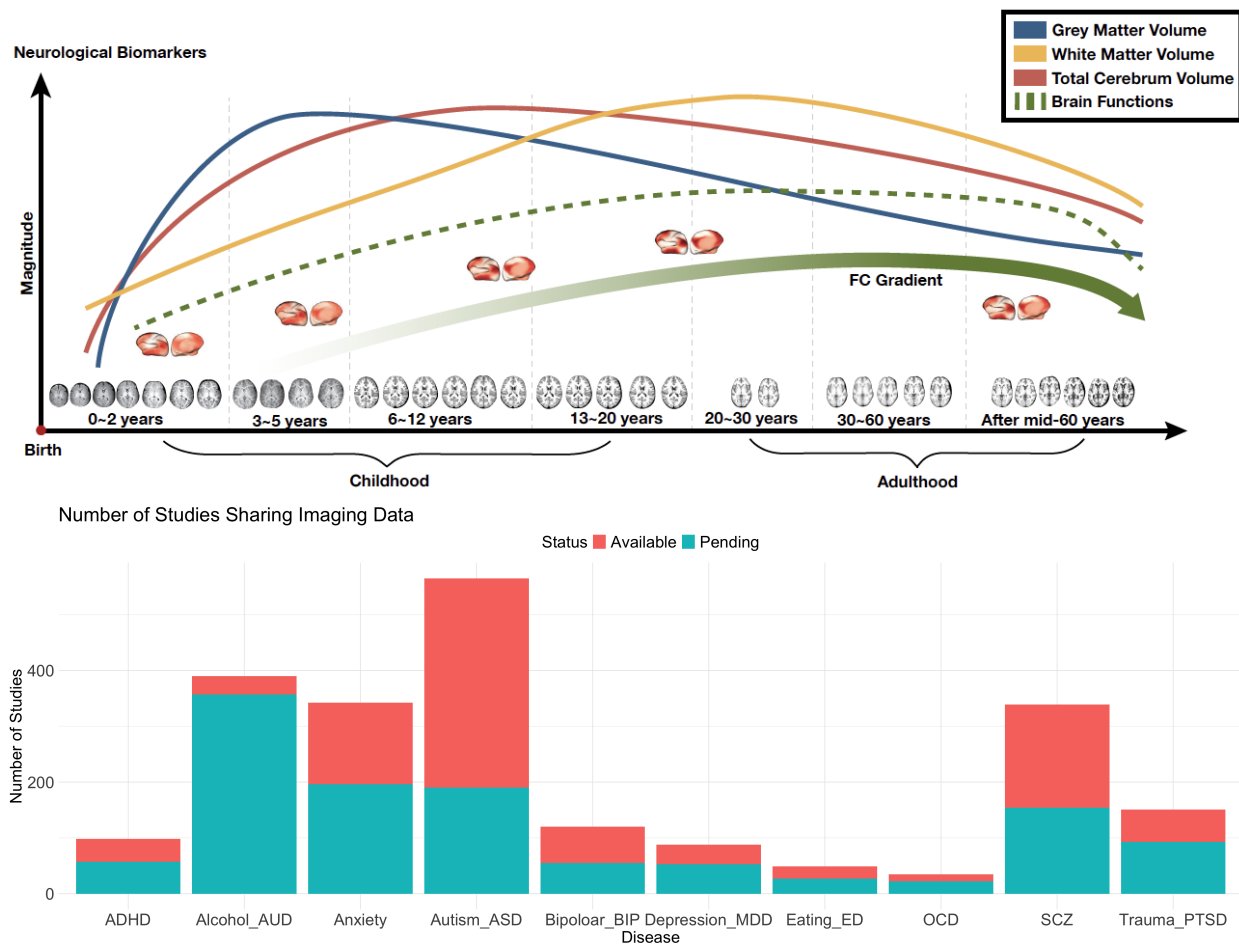 Neurological Biomarkers
Grey Matter Volume
White Matter Volume
Total Cerebrum Volume
Brain Functions
Magnitude
FC Gradient
0~2 years
3~5 years
6~12 years
13~20 years
20~30 years
30~60 years
After mid-60 years
Birth
Childhood
Adulthood
Number of Studies Sharing Imaging Data
Status Available Pending
Number of Studies
400
200
0
ADHD
Alcohol_AUD
Anxiety
Autism_ASD
Bipoloar_BIP
Depression_MDD
Eating_ED
OCD
SCZ
Trauma_PTSD
Disease